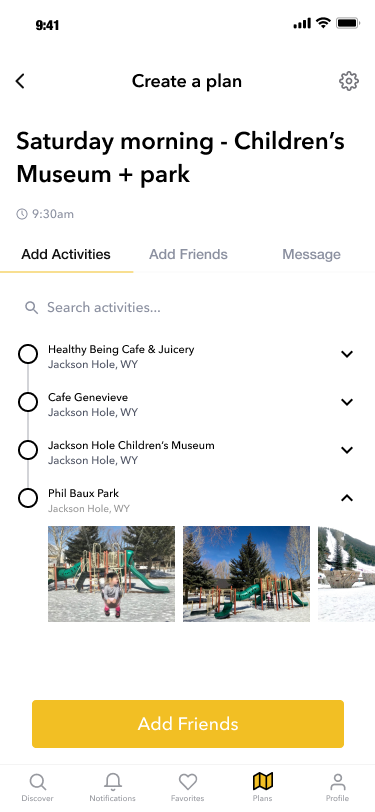 9:41
Create a plan
Saturday morning - Children’s
Museum + park
9:30am
Add Activities Add Friends Message
Search activities...
Healthy Being Cafe & Juicery
Jackson Hole, WY
Cafe Genevieve
Jackson Hole, WY
Jackson Hole Children’s Museum
Jackson Hole, WY
Phil Baux Park
Jackson Hole, WY
Add Friends
Discover Notifications Favorites Plans Profile